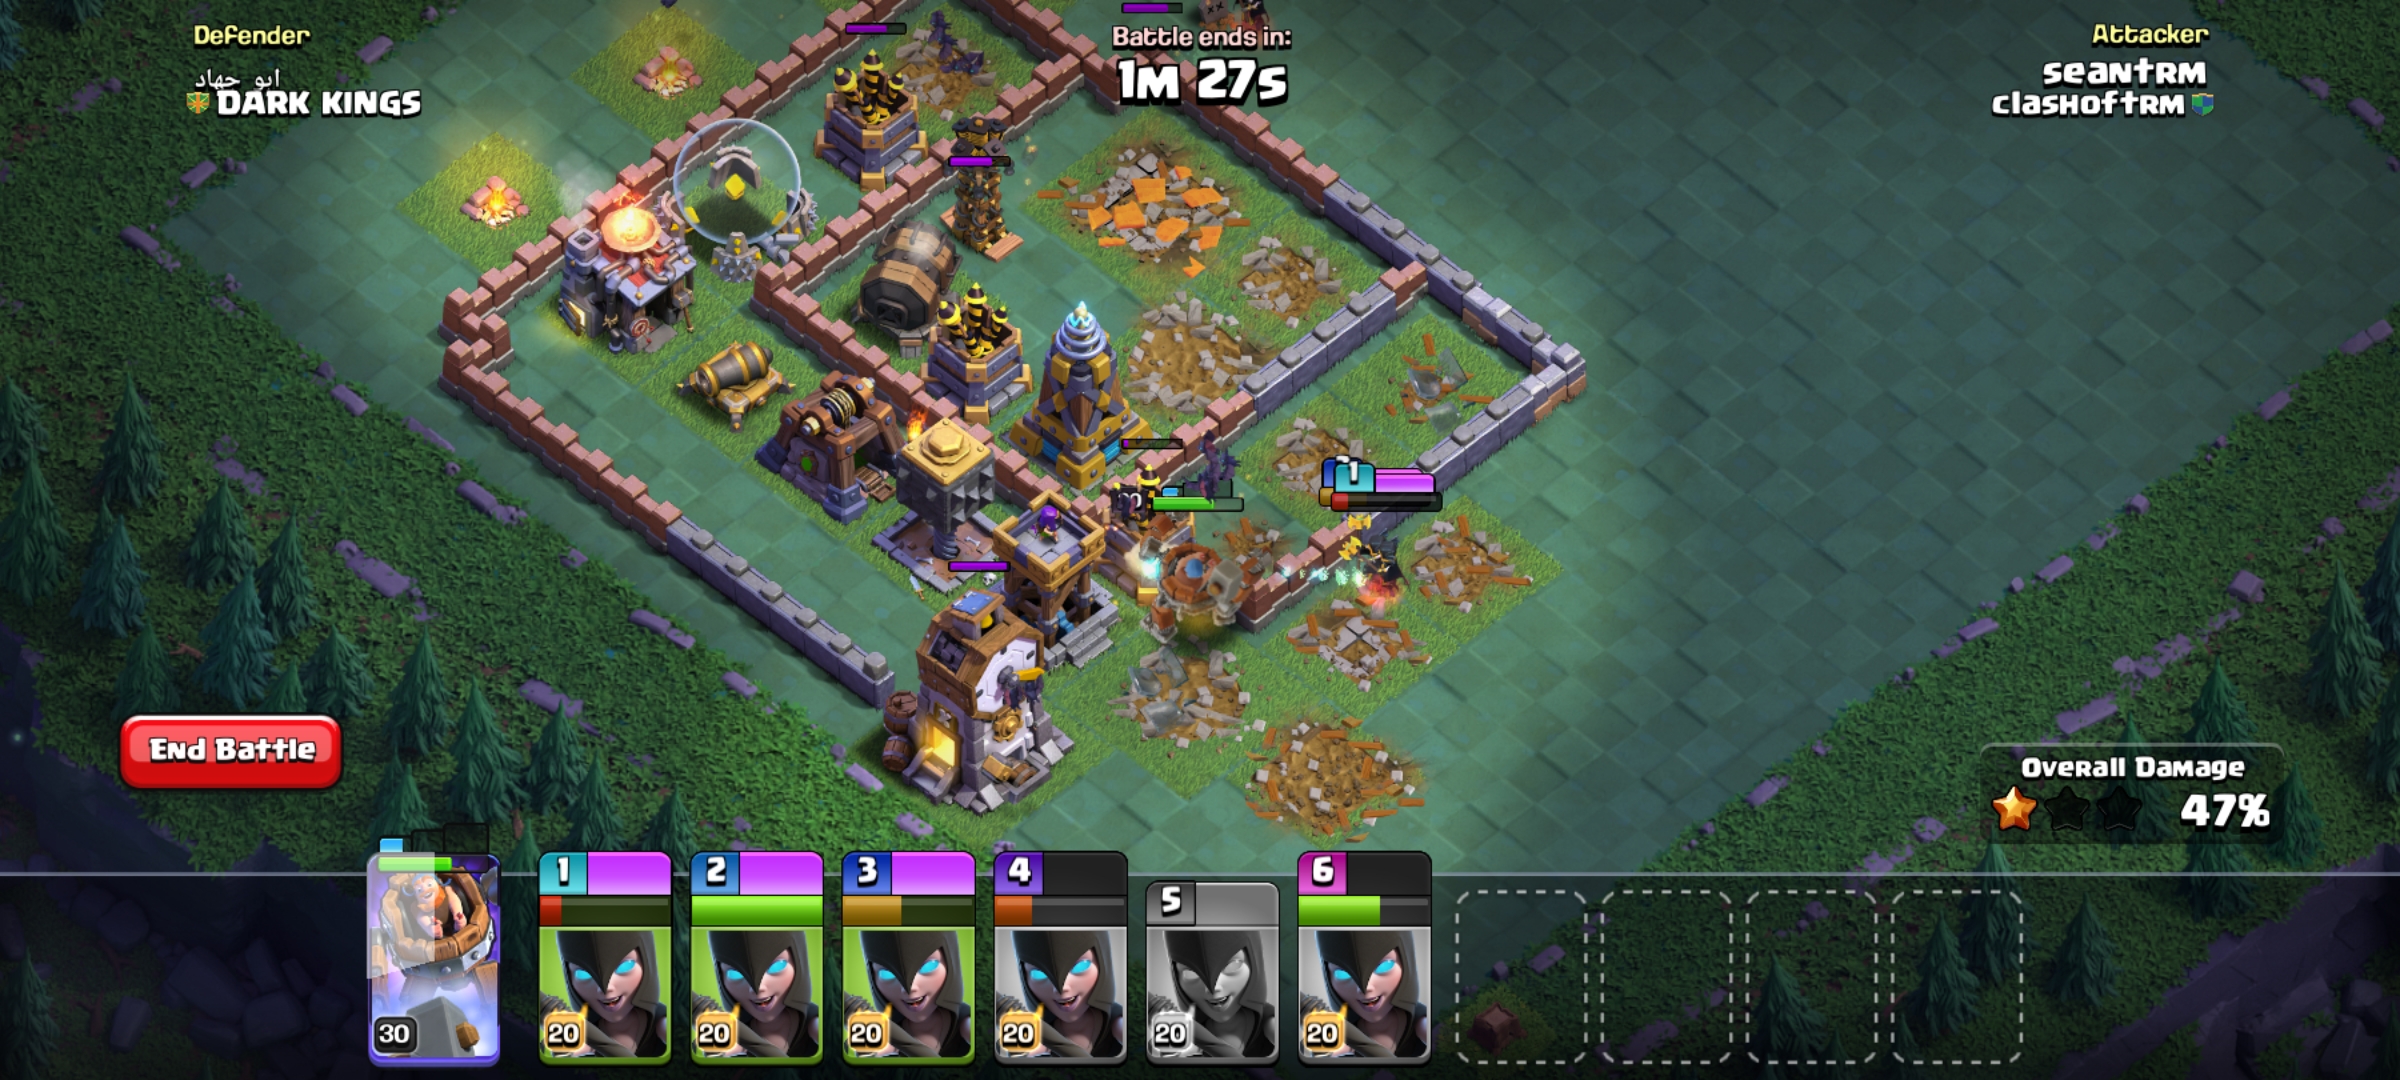 Defender
ابو جهاد
DARK KINGS
Battle ends in:
1M 27s
Attacker
seantrm
clashoftrm
1
End Battle
Overall Damage
47%
1
2
3
4
5
6
30
20
20
20
20
20
20